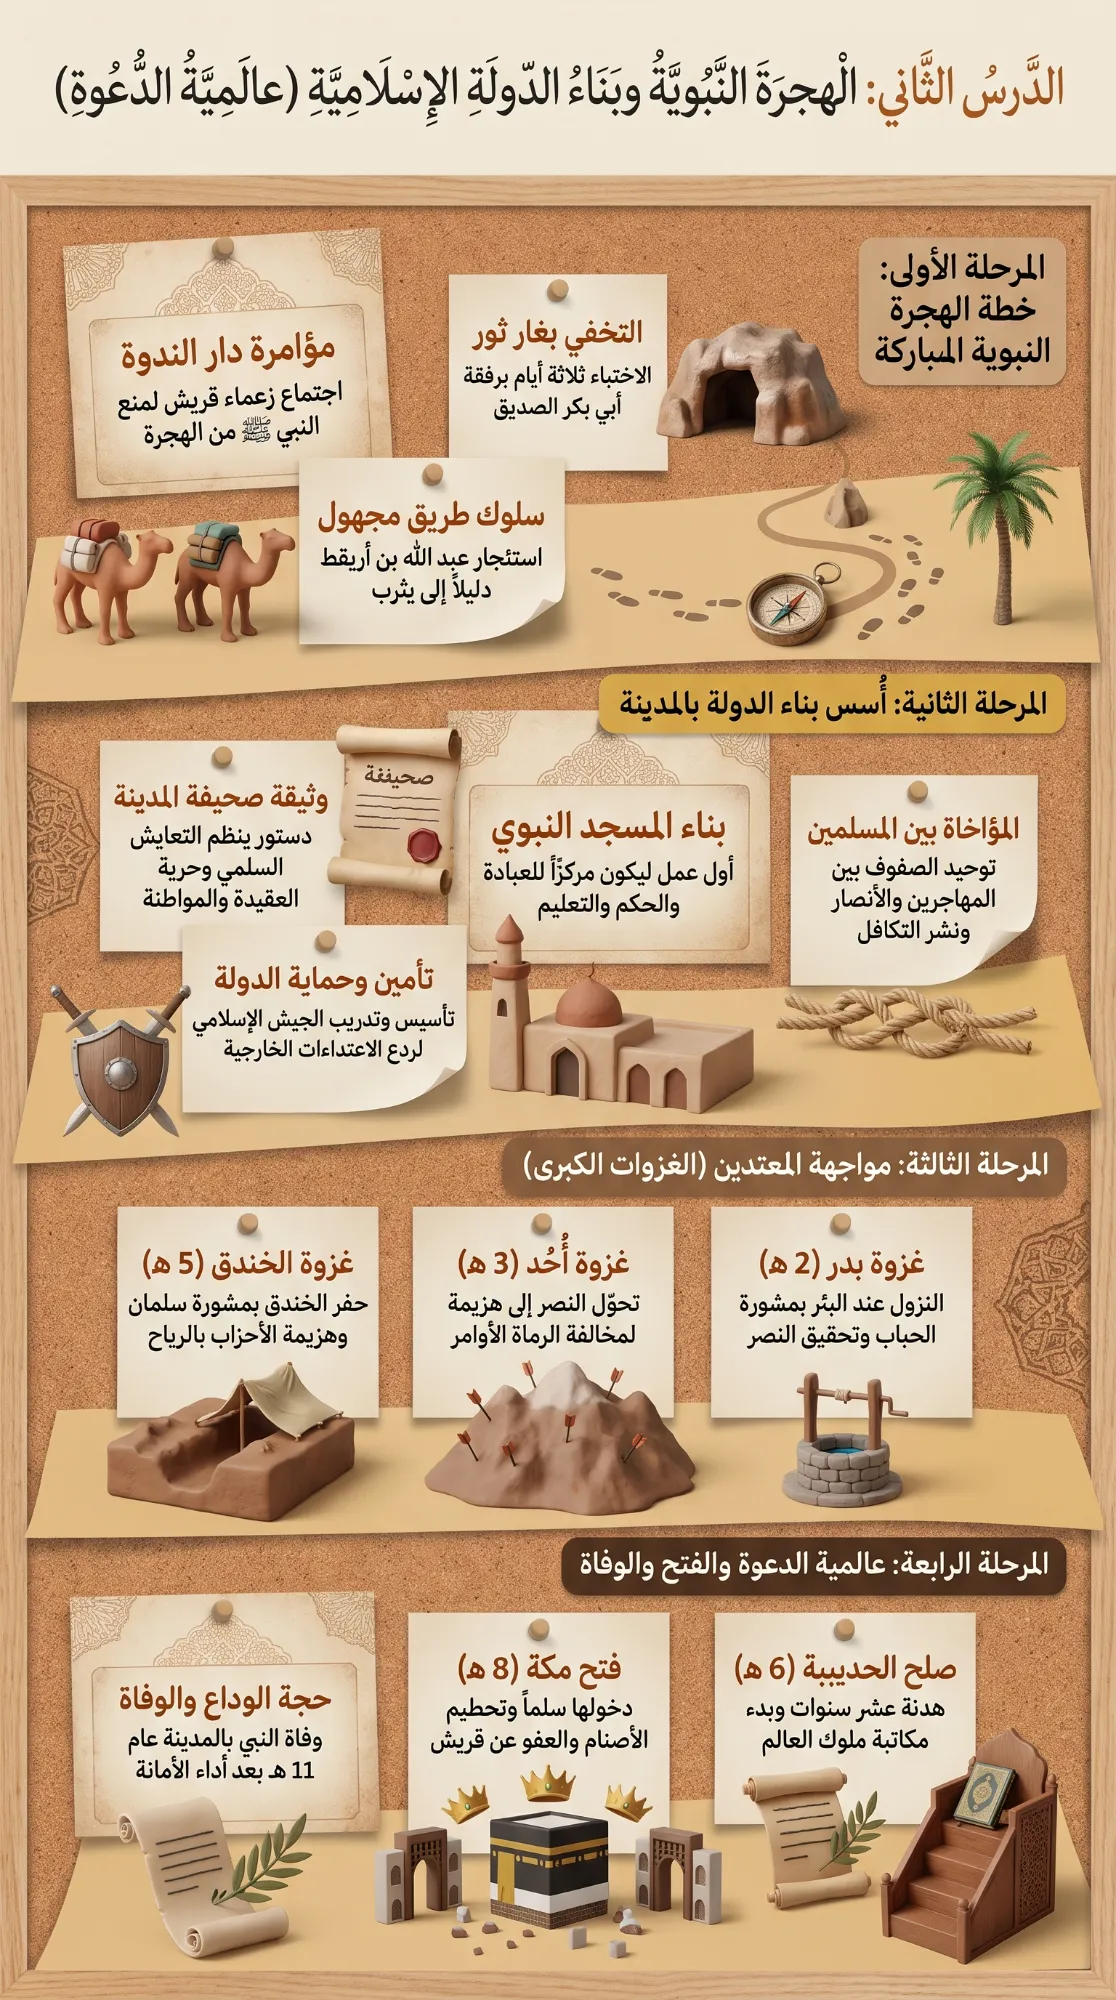 الدَّرسُ الثَّاني: الْهجرَةَ النَّبُويَّةُ وبَنَاءُ الدّولَةِ الإِسْلَامِيَّةِ (عالَمِيَّةُ الدُّعُوةِ)
المرحلة الأولى:
خطة الهجرة
النبوية المباركة
التخفي بغار ثور
الاختباء ثلاثة أيام برفقة
أبي بكر الصديق
مؤامرة دار الندوة
اجتماع زعماء قريش لمنع
النبي ﷺ من الهجرة
سلوك طريق مجهول
استئجار عبد الله بن أريقط
دليلاً إلى يثرب
المرحلة الثانية: أُسس بناء الدولة بالمدينة
المؤاخاة بين المسلمين
توحيد الصفوف بين
المهاجرين والأنصار
ونشر التكافل
بناء المسجد النبوي
أول عمل ليكون مركزًا للعبادة
والحكم والتعليم
صحيفقة
وثيقة صحيفة المدينة
دستور ينظم التعايش
السلمي وحرية
العقيدة والمواطنة
تأمين وحماية الدولة
تأسيس وتدريب الجيش الإسلامي
لردع الاعتداءات الخارجية
المرحلة الثالثة: مواجهة المعتدين (الغزوات الكبرى)
غزوة بدر (2 هـ)
النزول عند البئر بمشورة
الحباب وتحقيق النصر
غزوة أُحُد (3 هـ)
تحوّل النصر إلى هزيمة
لمخالفة الرماة الأوامر
غزوة الخندق (5 هـ)
حفر الخندق بمشورة سلمان
وهزيمة الأحزاب بالرياح
المرحلة الرابعة: عالمية الدعوة والفتح والوفاة
صلح الحديبية (6 هـ)
هدنة عشر سنوات وبدء
مكاتبة ملوك العالم
فتح مكة (8 هـ)
دخولها سلماً وتحطيم
الأصنام والعفو عن قريش
حجة الوداع والوفاة
وفاة النبي بالمدينة عام
11 هـ بعد أداء الأمانة